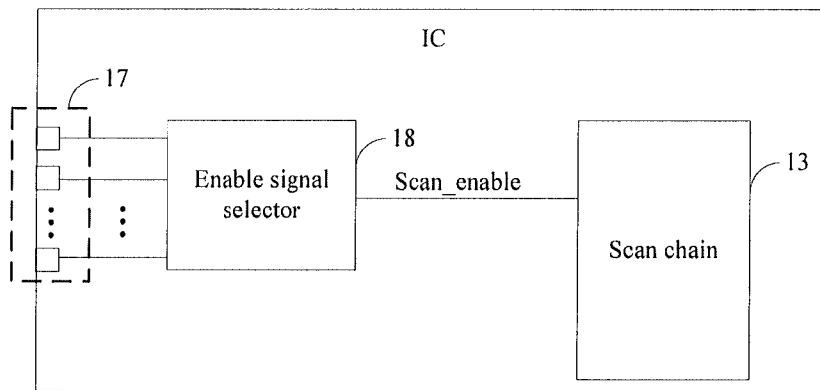 IC
17
18
Enable signal
selector
Scan_enable
13
Scan chain